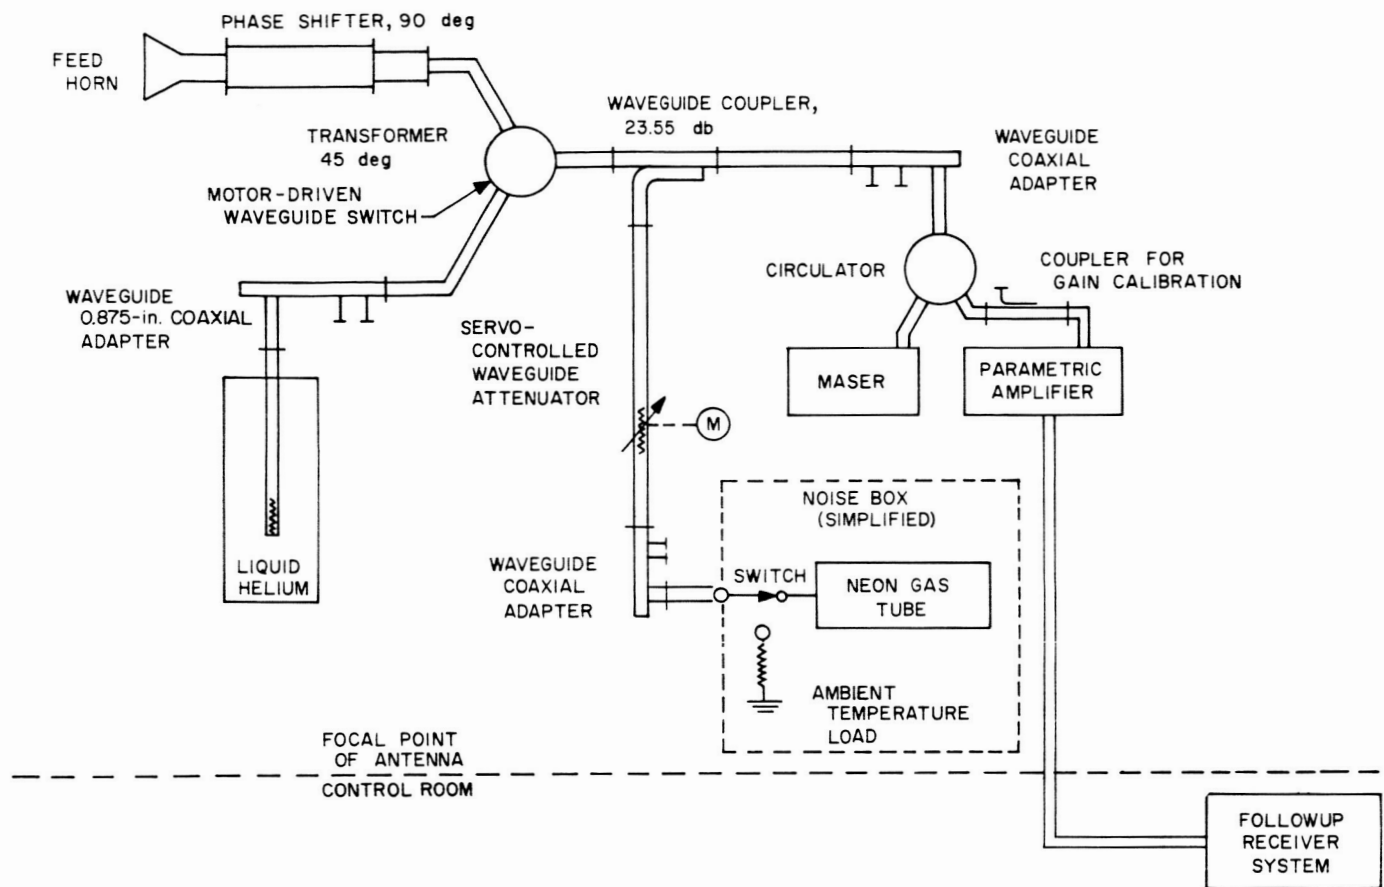 PHASE SHIFTER, 90 deg
FEED
HORN
TRANSFORMER
45 deg
MOTOR-DRIVEN
WAVEGUIDE SWITCH
WAVEGUIDE COUPLER,
23.55 db
WAVEGUIDE
COAXIAL
ADAPTER
CIRCULATOR
COUPLER FOR
GAIN CALIBRATION
WAVEGUIDE
0.875-in. COAXIAL
ADAPTER
SERVO-
CONTROLLED
WAVEGUIDE
ATTENUATOR
MASER
PARAMETRIC
AMPLIFIER
M
NOISE BOX
(SIMPLIFIED)
LIQUID
HELIUM
WAVEGUIDE
COAXIAL
ADAPTER
SWITCH
NEON GAS
TUBE
AMBIENT
TEMPERATURE
LOAD
FOCAL POINT
OF ANTENNA
CONTROL ROOM
FOLLOWUP
RECEIVER
SYSTEM